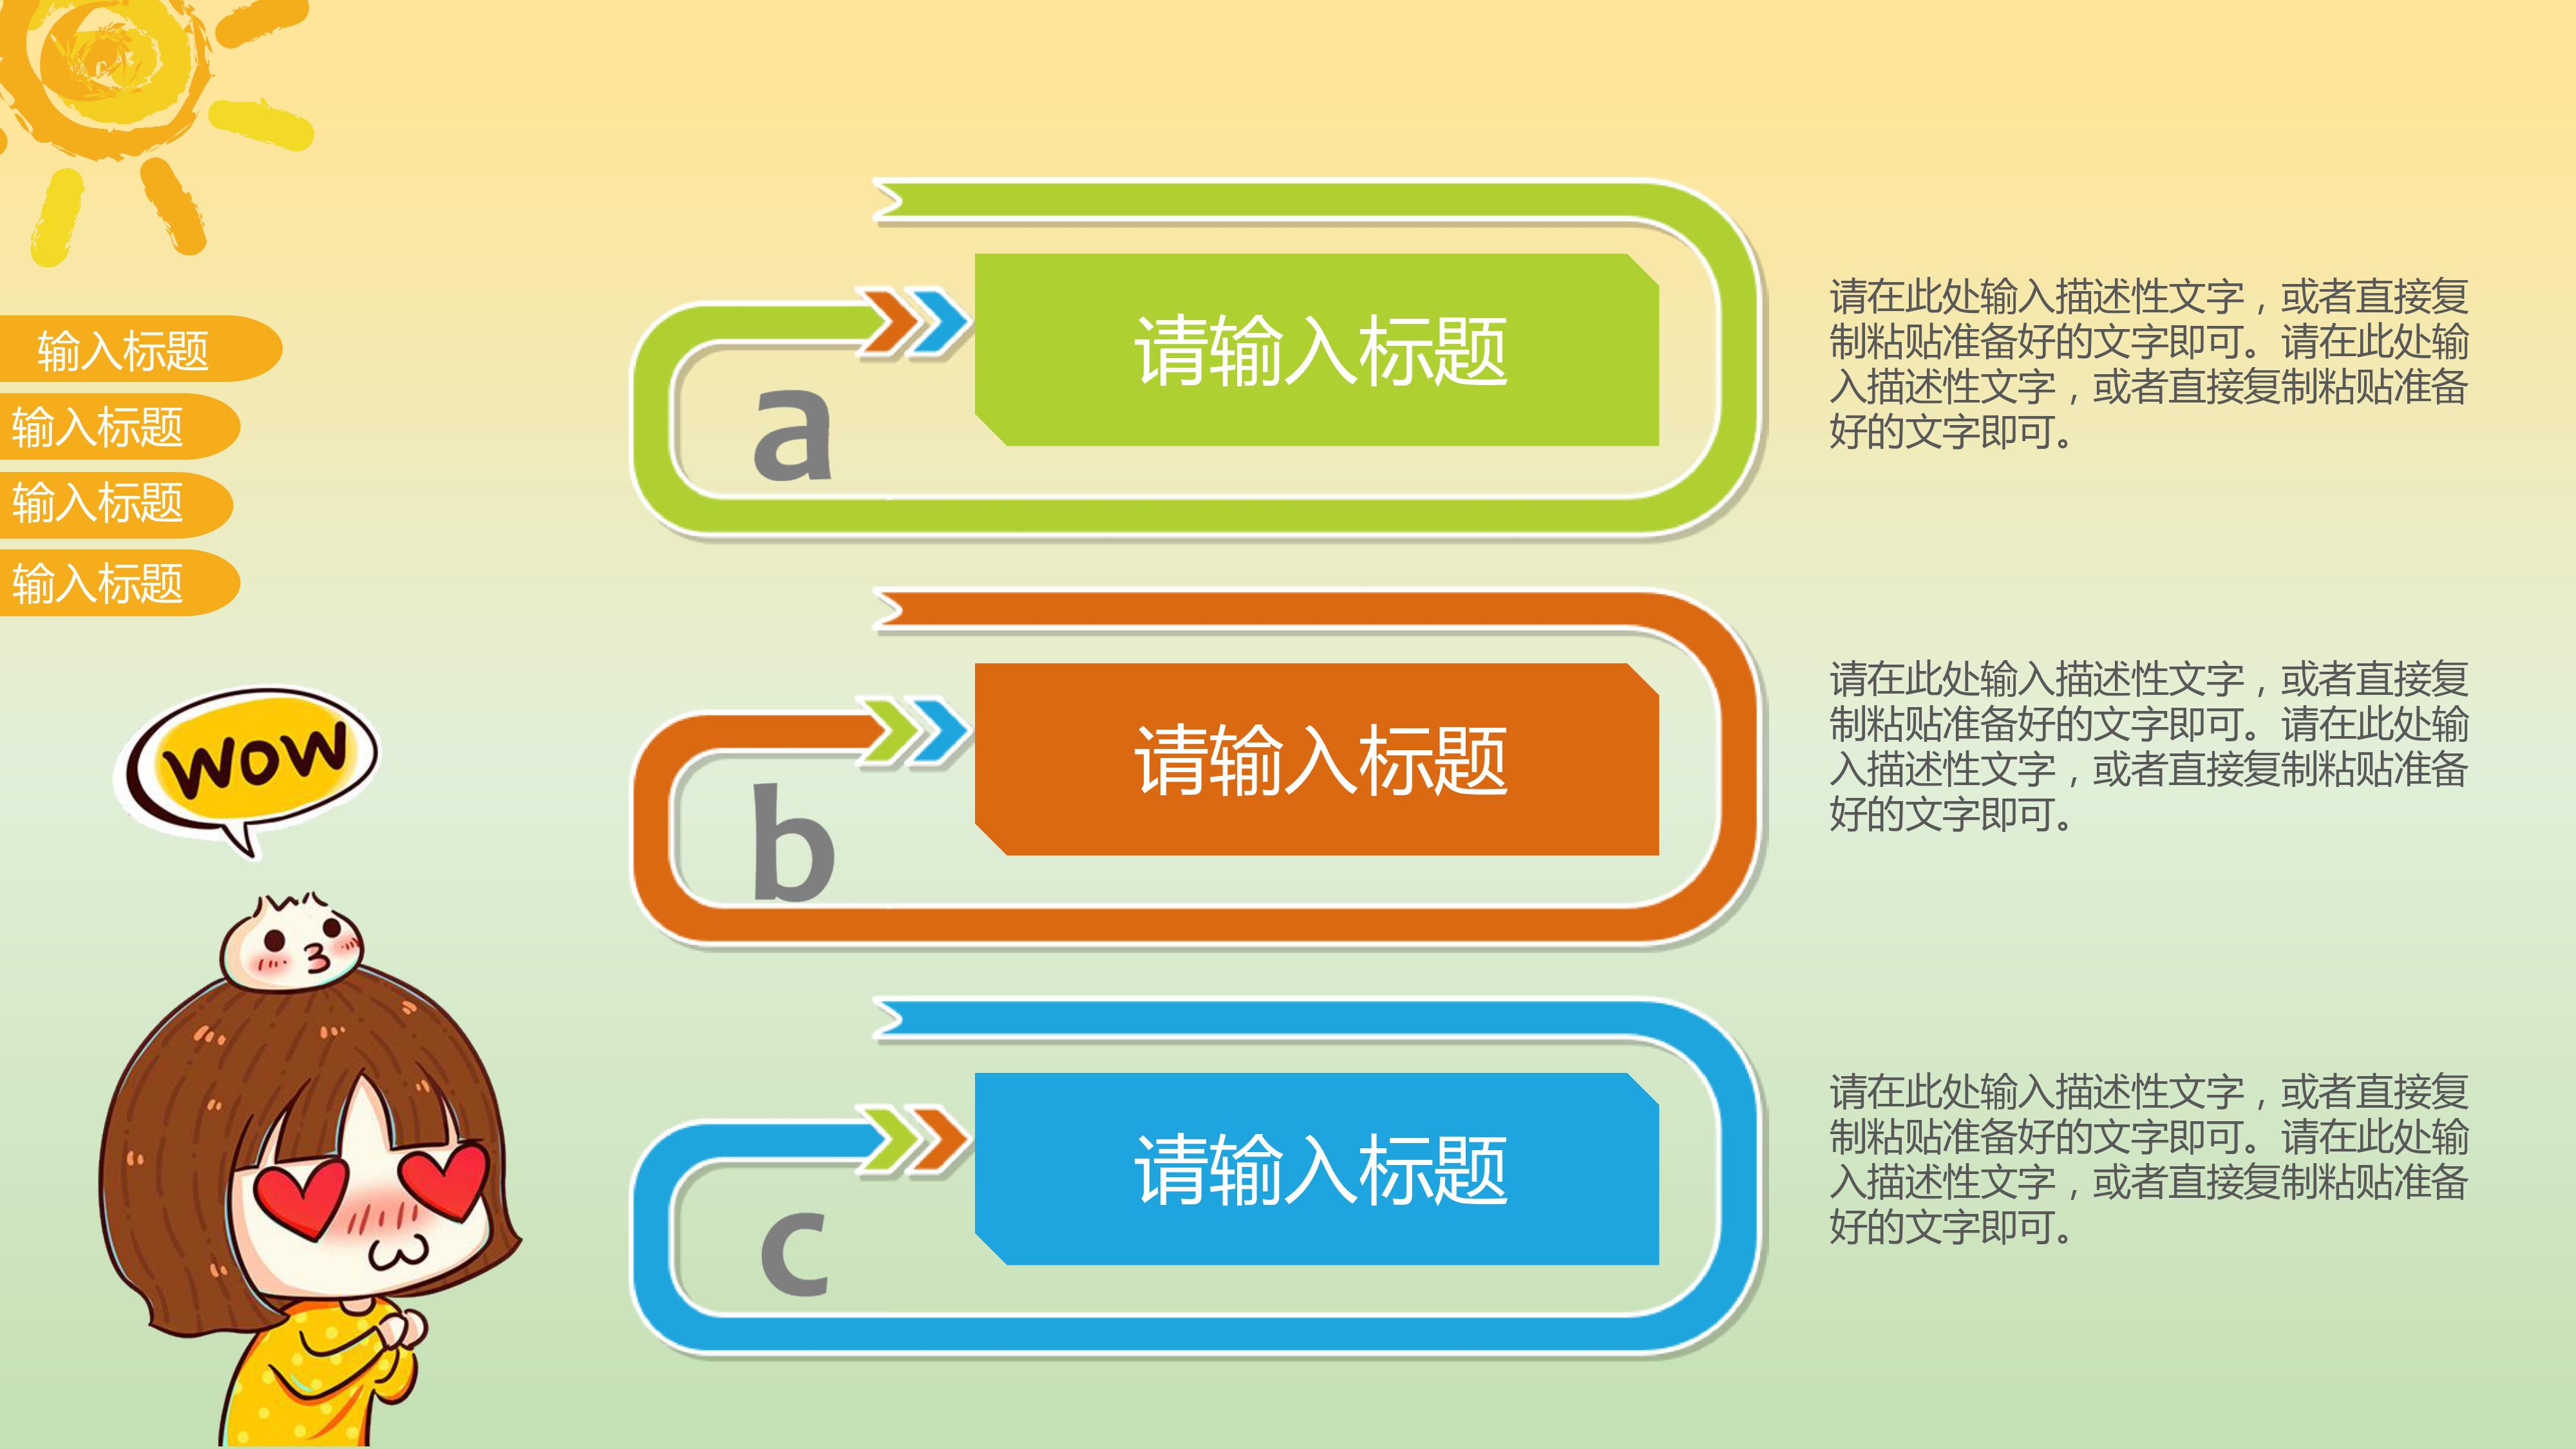 输入标题
输入标题
输入标题
输入标题
WOW
a
请输入标题
请在此处输入描述性文字，或者直接复
制粘贴准备好的文字即可。请在此处输
入描述性文字，或者直接复制粘贴准备
好的文字即可。
b
请输入标题
请在此处输入描述性文字，或者直接复
制粘贴准备好的文字即可。请在此处输
入描述性文字，或者直接复制粘贴准备
好的文字即可。
c
请输入标题
请在此处输入描述性文字，或者直接复
制粘贴准备好的文字即可。请在此处输
入描述性文字，或者直接复制粘贴准备
好的文字即可。